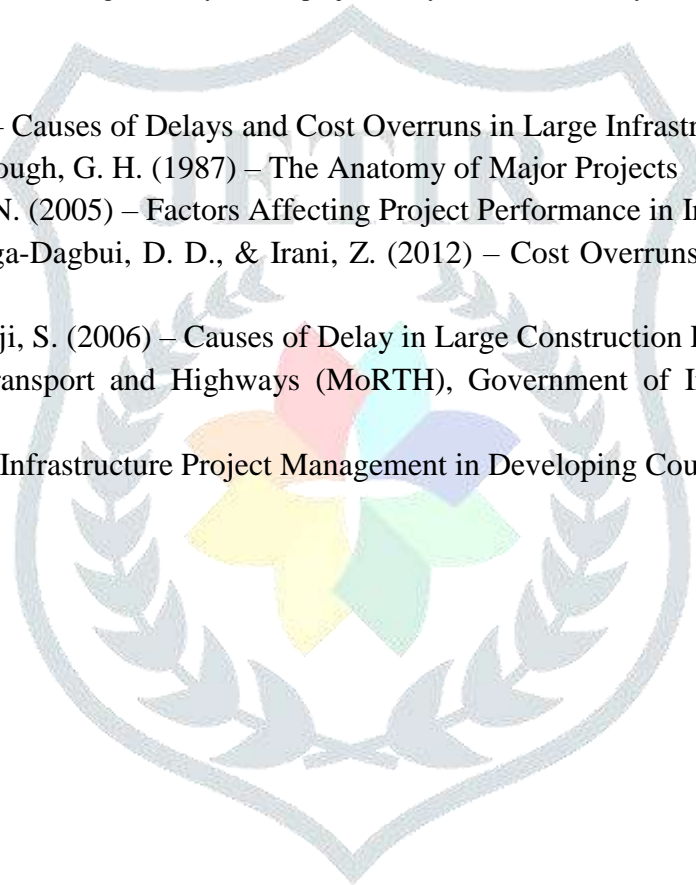 – Causes of Delays and Cost Overruns in Large Infrastr
ough, G. H. (1987) – The Anatomy of Major Projects
N. (2005) – Factors Affecting Project Performance in I
ga-Dagbui, D. D., & Irani, Z. (2012) – Cost Overruns
ji, S. (2006) – Causes of Delay in Large Construction
ransport and Highways (MoRTH), Government of I
Infrastructure Project Management in Developing Cou
JETIR